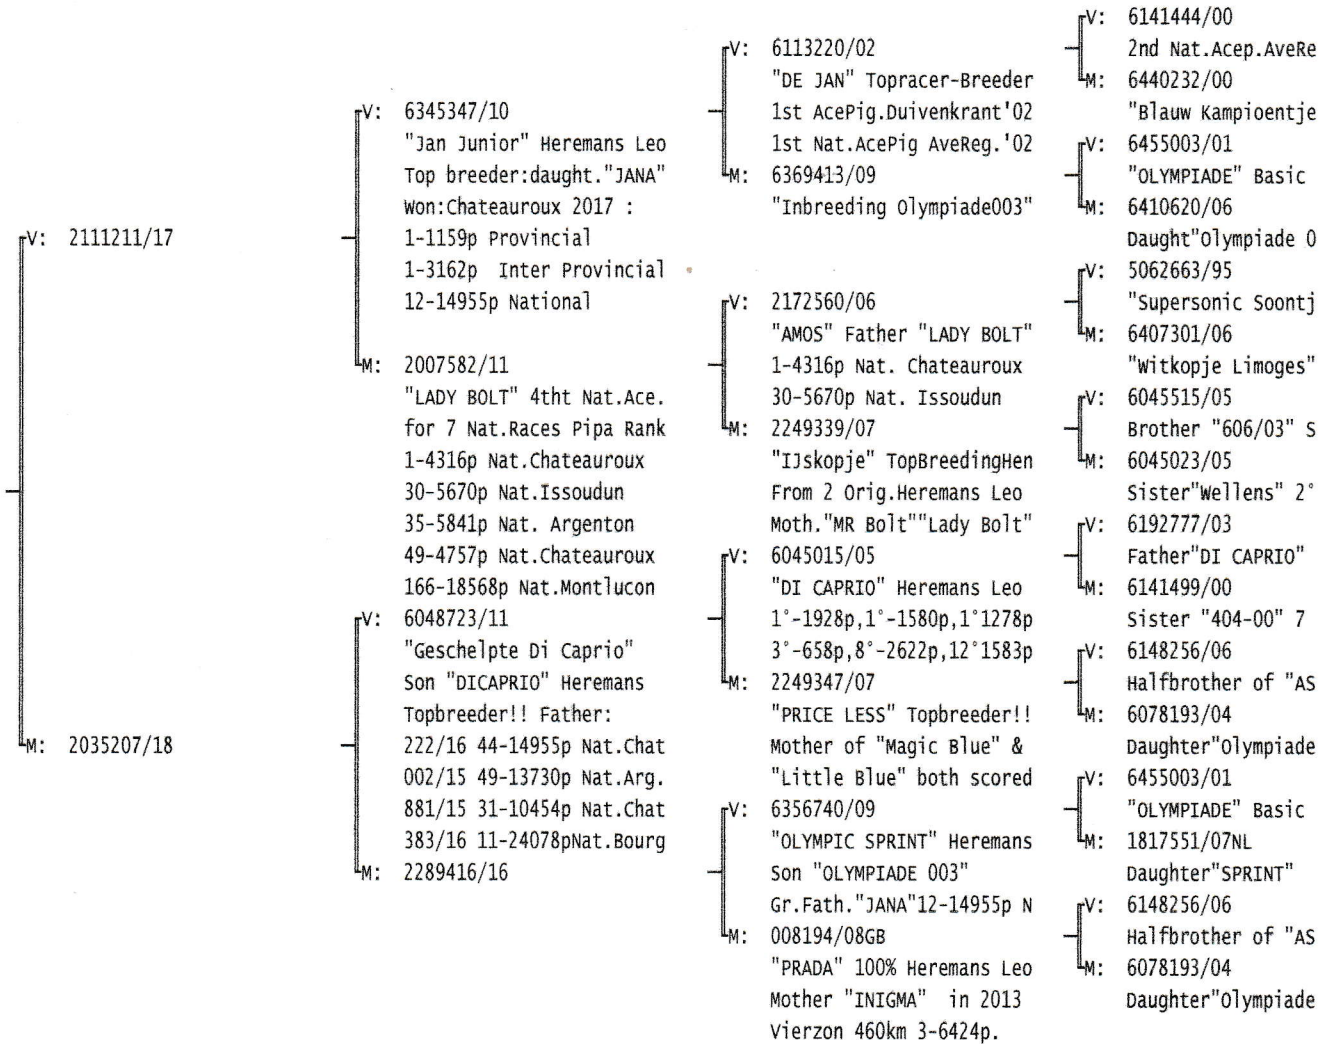 V: 2111211/17
M: 2035207/18
V: 6345347/10
"Jan Junior" Heremans Leo
Top breeder:daught."JANA"
Won:Chateauroux 2017 :
1-1159p Provincial
1-3162p  Inter Provincial
12-14955p National
M: 2007582/11
"LADY BOLT" 4tht Nat.Ace.
for 7 Nat.Races Pipa Rank
1-4316p Nat.Chateauroux
30-5670p Nat.Issoudun
35-5841p Nat. Argenton
49-4757p Nat.Chateauroux
166-18568p Nat.Montlucon
V: 6048723/11
"Geschelpte Di Caprio"
Son "DICAPRIO" Heremans
Topbreeder!! Father:
222/16 44-14955p Nat.Chat
002/15 49-13730p Nat.Arg.
881/15 31-10454p Nat.Chat
383/16 11-24078pNat.Bourg
M: 2289416/16
V: 6113220/02
"DE JAN" Topracer-Breeder
1st AcePig.Duivenkrant'02
1st Nat.AcePig AveReg.'02
M: 6369413/09
"Inbreeding Olympiade003"
V: 2172560/06
"AMOS" Father "LADY BOLT"
1-4316p Nat. Chateauroux
30-5670p Nat. Issoudun
M: 2249339/07
"IJskopje" TopBreedingHen
From 2 Orig.Heremans Leo
Moth."MR Bolt""Lady Bolt"
V: 6045015/05
"DI CAPRIO" Heremans Leo
1°-1928p,1°-1580p,1°1278p
3°-658p,8°-2622p,12°1583p
M: 2249347/07
"PRICE LESS" Topbreeder!!
Mother of "Magic Blue" &
"Little Blue" both scored
V: 6356740/09
"OLYMPIC SPRINT" Heremans
Son "OLYMPIADE 003"
Gr.Fath."JANA"12-14955p N
M: 008194/08GB
"PRADA" 100% Heremans Leo
Mother "INIGMA"  in 2013
Vierzon 460km 3-6424p.
V: 6141444/00
2nd Nat.Acep.AveRe
M: 6440232/00
"Blauw Kampioentje
V: 6455003/01
"OLYMPIADE" Basic
M: 6410620/06
Daught"Olympiade 0
V: 5062663/95
"Supersonic Soontj
M: 6407301/06
"Witkopje Limoges"
V: 6045515/05
Brother "606/03" S
M: 6045023/05
Sister"Wellens" 2°
V: 6192777/03
Father"DI CAPRIO"
M: 6141499/00
Sister "404-00" 7
V: 6148256/06
Halfbrother of "AS
M: 6078193/04
Daughter"Olympiade
V: 6455003/01
"OLYMPIADE" Basic
M: 1817551/07NL
Daughter"SPRINT"
V: 6148256/06
Halfbrother of "AS
M: 6078193/04
Daughter"Olympiade